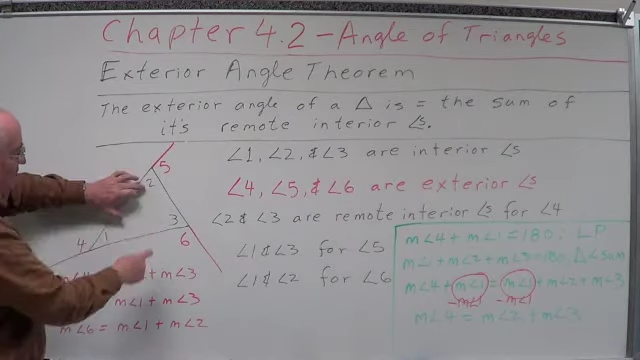 Chapter 4.2 - Angle of Triangles
Exterior Angle Theorem
The exterior angle of a △ is = the sum of
it's remote interior ∠s.
∠1, ∠2, & ∠3 are interior ∠s
∠4, ∠5, & ∠6 are exterior ∠s
∠2 & ∠3 are remote interior ∠s for ∠4
∠1 & ∠3 for ∠5
∠1 & ∠2 for ∠6
5
2
3
4 1
6
+ m∠3
m∠1 + m∠3
m∠6 = m∠1 + m∠2
m∠4 + m∠1 = 180: LP
m∠1 + m∠2 + m∠3 = 180 △∠Sum
m∠4 + m∠1 = m∠1 + m∠2 + m∠3
-m∠1 -m∠1
m∠4 = m∠2 + m∠3